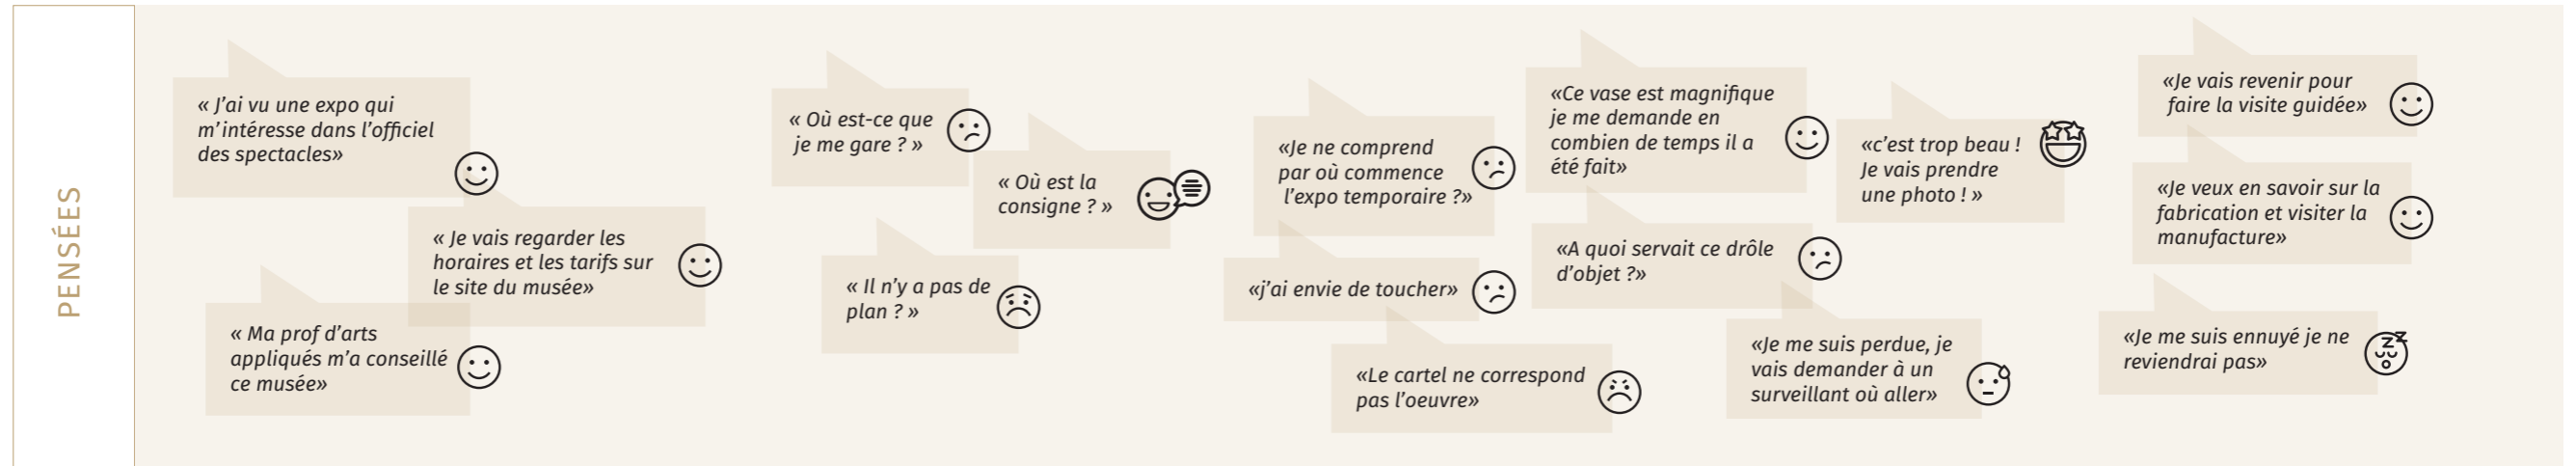 PENSÉES
« J'ai vu une expo qui
m'intéresse dans l'officiel
des spectacles»
« Je vais regarder les
horaires et les tarifs sur
le site du musée»
« Ma prof d'arts
appliqués m'a conseillé
ce musée»
« Où est-ce que
je me gare ? »
« Où est la
consigne ? »
« Il n'y a pas de
plan ? »
«Je ne comprend
par où commence
l'expo temporaire ?»
«j'ai envie de toucher»
«Le cartel ne correspond
pas l'oeuvre»
«Ce vase est magnifique
je me demande en
combien de temps il a
été fait»
«A quoi servait ce drôle
d'objet ?»
«c'est trop beau !
Je vais prendre
une photo ! »
«Je me suis perdue, je
vais demander à un
surveillant où aller»
«Je vais revenir pour
faire la visite guidée»
«Je veux en savoir sur la
fabrication et visiter la
manufacture»
«Je me suis ennuyé je ne
reviendrai pas»